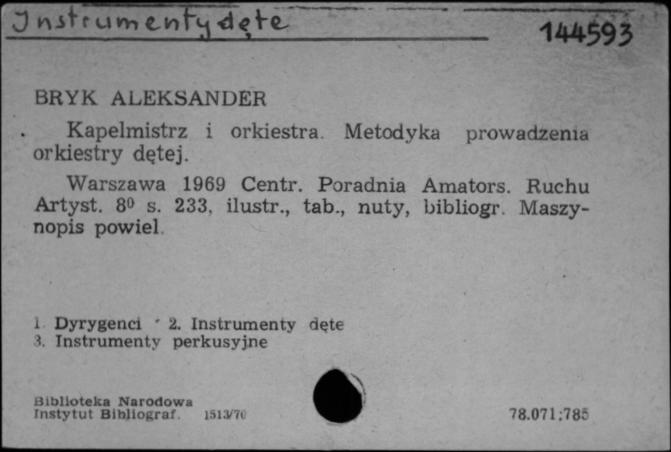 Instrumenty dęte
144593
BRYK ALEKSANDER
Kapelmistrz i orkiestra. Metodyka prowadzenia
orkiestry dętej.
Warszawa 1969 Centr. Poradnia Amators. Ruchu
Artyst. 8⁰ s. 233, ilustr., tab., nuty, bibliogr. Maszy-
nopis powiel.
1. Dyrygenci 2. Instrumenty dęte
3. Instrumenty perkusyjne
Biblioteka Narodowa
Instytut Bibliograf. 1513/70
78.071:785